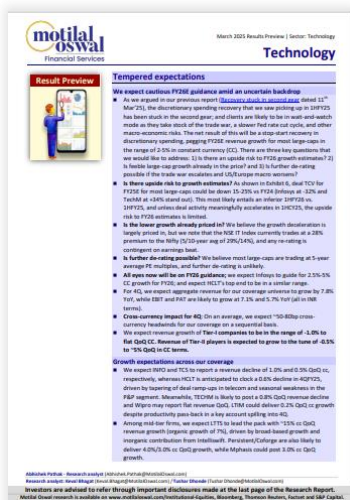 motilal
oswal
Financial Services
March 2025 Results Preview | Sector: Technology
Technology
Result Preview
Tempered expectations
We expect cautious FY26E guidance amid an uncertain backdrop
As we argued in our previous report (Recovery stuck in second gear dated 11th
Mar'25), the discretionary spending recovery that we saw picking up in 1HFY25
has been stuck in the second gear; and clients are likely to be in wait-and-watch
mode as they take stock of the trade war, a slower Fed rate cut cycle, and other
macro-economic risks. The net result of this will be a stop-start recovery in
discretionary spending, pegging FY26E revenue growth for most large-caps in
the range of 2-5% in constant currency (CC). There are three key questions that
we would like to address: 1) Is there an upside risk to FY26 growth estimates? 2)
Is feeble large-cap growth already in the price? and 3) Is further de-rating
possible if the trade war escalates and US/Europe macro worsens?
Is there upside risk to growth estimates? As shown in Exhibit 6, deal TCV for
FY25E for most large-caps could be down 15-25% vs FY24 (Infosys at -32% and
TechM at +34% stand out). This most likely entails an inferior 1HFY26 vs.
1HFY25, and unless deal activity meaningfully accelerates in 1HCY25, the upside
risk to FY26 estimates is limited.
Is the lower growth already priced in? We believe the growth deceleration is
largely priced in, but we note that the NSE IT Index currently trades at a 28%
premium to the Nifty (5/10-year avg of 29%/14%), and any re-rating is
contingent on earnings beat.
Is further de-rating possible? We believe most large-caps are trading at 5-year
average PE multiples, and further de-rating is unlikely.
All eyes now will be on FY26 guidance: we expect Infosys to guide for 2.5%-5%
CC growth for FY26; and expect HCLT's top end to be in a similar range.
For 4Q, we expect aggregate revenue for our coverage universe to grow by 7.8%
YoY, while EBIT and PAT are likely to grow at 7.1% and 5.7% YoY (all in INR
terms).
Cross-currency impact for 4Q: On an average, we expect ~50-80bp cross-
currency headwinds for our coverage on a sequential basis.
We expect revenue growth of Tier-I companies to be in the range of -1.0% to
flat QoQ CC. Revenue of Tier-II players is expected to grow to the tune of -0.5%
to ~5% QoQ in CC terms.
Growth expectations across our coverage
We expect INFO and TCS to report a revenue decline of 1.0% and 0.5% QoQ cc,
respectively, whereas HCLT is anticipated to clock a 0.6% decline in 4QFY25,
driven by tapering of deal ramp-ups in telecom and seasonal weakness in the
P&P segment. Meanwhile, TECHM is likely to post a 0.8% QoQ revenue decline
and Wipro may report flat revenue QoQ. LTIM could deliver 0.2% QoQ cc growth
despite productivity pass-back in a key account spilling into 4Q.
Among mid-tier firms, we expect LTTS to lead the pack with ~15% cc QoQ
revenue growth (organic of 7%), driven by broad-based growth and
inorganic contribution from Intelliswift. Persistent/Coforge are also likely to
deliver 4.0%/5.0% cc QoQ growth, while Mphasis could post 3.0% cc QoQ
growth.
Abhishek Pathak - Research analyst (Abhishek.Pathak@MotilalOswal.com)
Research analyst: Keval Bhagat (Keval.Bhagat@MotilalOswal.com) / Tushar Dhonde (Tushar.Dhonde@MotilalOswal.com)
Investors are advised to refer through important disclosures made at the last page of the Research Report.
Motilal Oswal research is available on www.motilaloswal.com/Institutional-Equities, Bloomberg, Thomson Reuters, Factset and S&P Capital.